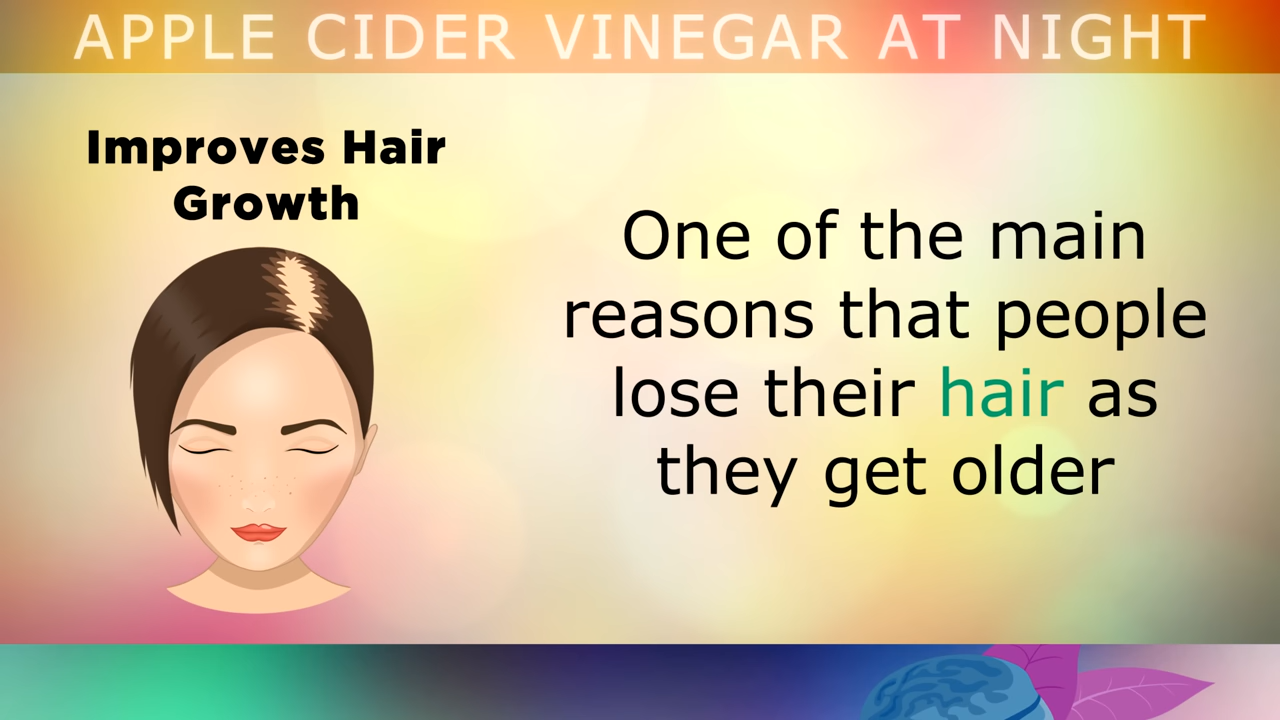 APPLE CIDER VINEGAR AT NIGHT
Improves Hair
Growth
One of the main
reasons that people
lose their hair as
they get older